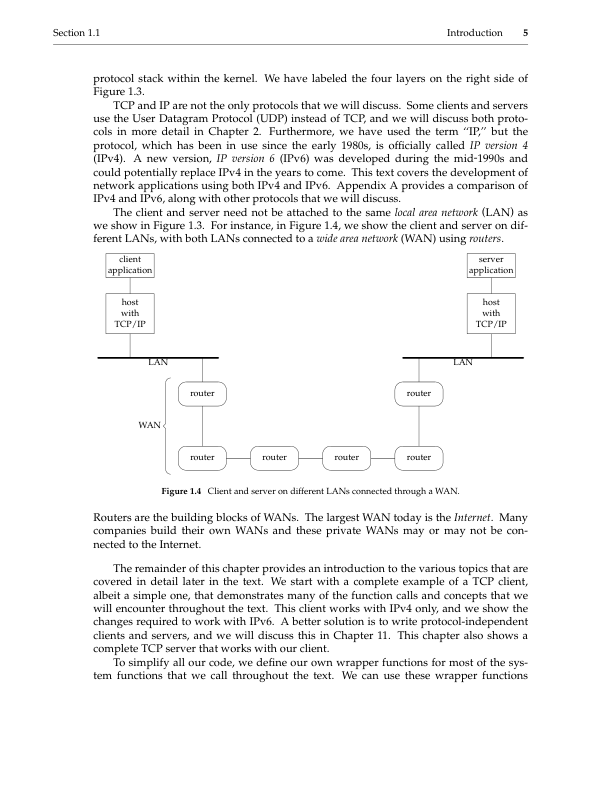 Section 1.1 Introduction 5
protocol stack within the kernel. We have labeled the four layers on the right side of
Figure 1.3.
TCP and IP are not the only protocols that we will discuss. Some clients and servers
use the User Datagram Protocol (UDP) instead of TCP, and we will discuss both proto-
cols in more detail in Chapter 2. Furthermore, we have used the term "IP," but the
protocol, which has been in use since the early 1980s, is officially called IP version 4
(IPv4). A new version, IP version 6 (IPv6) was developed during the mid-1990s and
could potentially replace IPv4 in the years to come. This text covers the development of
network applications using both IPv4 and IPv6. Appendix A provides a comparison of
IPv4 and IPv6, along with other protocols that we will discuss.
The client and server need not be attached to the same local area network (LAN) as
we show in Figure 1.3. For instance, in Figure 1.4, we show the client and server on dif-
ferent LANs, with both LANs connected to a wide area network (WAN) using routers.
client
application
server
application
host
with
TCP/IP
host
with
TCP/IP
LAN
LAN
router
router
WAN
router
router
router
router
Figure 1.4 Client and server on different LANs connected through a WAN.
Routers are the building blocks of WANs. The largest WAN today is the Internet. Many
companies build their own WANs and these private WANs may or may not be con-
nected to the Internet.
The remainder of this chapter provides an introduction to the various topics that are
covered in detail later in the text. We start with a complete example of a TCP client,
albeit a simple one, that demonstrates many of the function calls and concepts that we
will encounter throughout the text. This client works with IPv4 only, and we show the
changes required to work with IPv6. A better solution is to write protocol-independent
clients and servers, and we will discuss this in Chapter 11. This chapter also shows a
complete TCP server that works with our client.
To simplify all our code, we define our own wrapper functions for most of the sys-
tem functions that we call throughout the text. We can use these wrapper functions